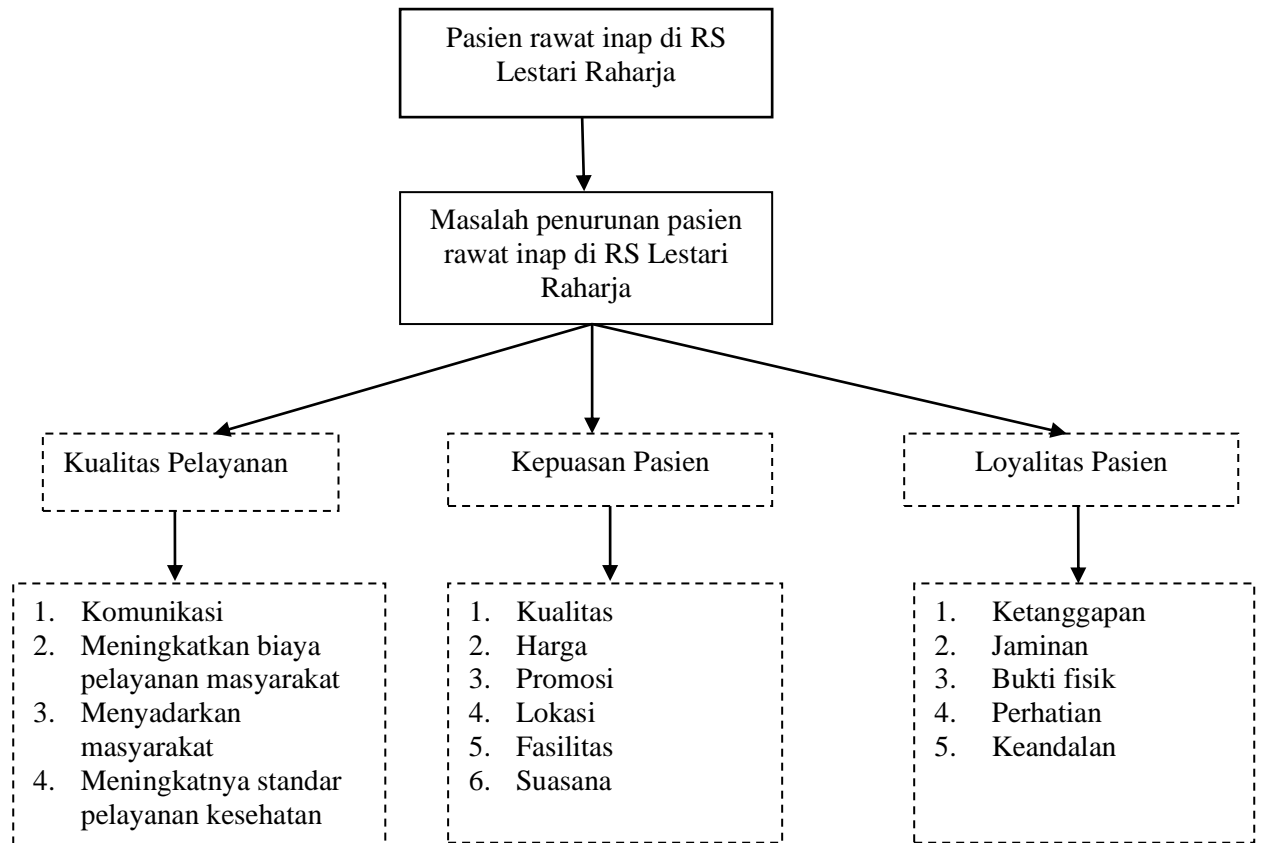 Pasien rawat inap di RS
Lestari Raharja
Masalah penurunan pasien
rawat inap di RS Lestari
Raharja
Kualitas Pelayanan
Kepuasan Pasien
Loyalitas Pasien
1. Komunikasi
2. Meningkatkan biaya
pelayanan masyarakat
3. Menyadarkan
masyarakat
4. Meningkatnya standar
pelayanan kesehatan
1. Kualitas
2. Harga
3. Promosi
4. Lokasi
5. Fasilitas
6. Suasana
1. Ketanggapan
2. Jaminan
3. Bukti fisik
4. Perhatian
5. Keandalan